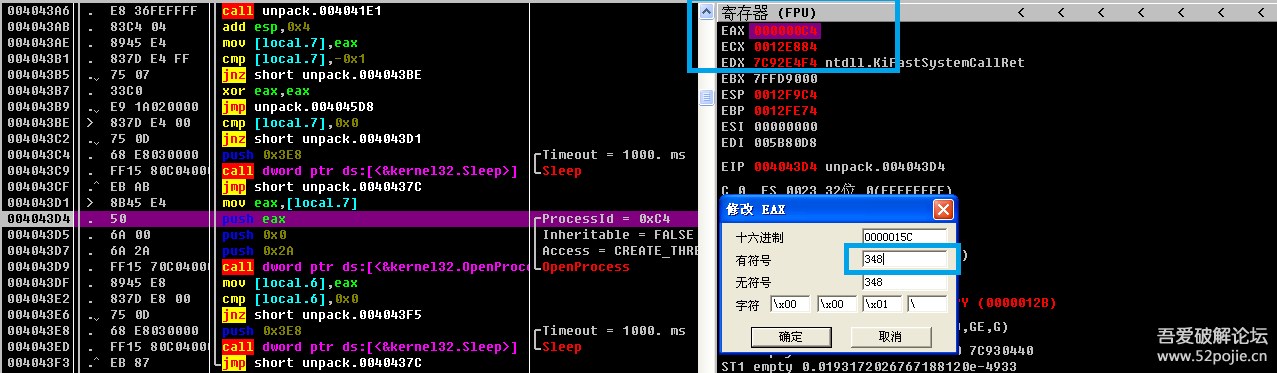 004043A6 . E8 36FEFFFF call unpack.004041E1
004043AB . 83C4 04 add esp,0x4
004043AE . 8945 E4 mov [local.7],eax
004043B1 . 837D E4 FF cmp [local.7],-0x1
004043B5 .v 75 07 jnz short unpack.004043BE
004043B7 . 33C0 xor eax,eax
004043B9 .v E9 1A020000 jmp unpack.004045D8
004043BE > 837D E4 00 cmp [local.7],0x0
004043C2 .v 75 0D jnz short unpack.004043D1
004043C4 . 68 E8030000 push 0x3E8 Timeout = 1000. ms
004043C9 . FF15 80C04000 call dword ptr ds:[<&kernel32.Sleep>] Sleep
004043CF .^ EB AB jmp short unpack.0040437C
004043D1 > 8B45 E4 mov eax,[local.7]
004043D4 . 50 push eax ProcessId = 0xC4
004043D5 . 6A 00 push 0x0 Inheritable = FALSE
004043D7 . 6A 2A push 0x2A Access = CREATE_THRE
004043D9 . FF15 70C04000 call dword ptr ds:[<&kernel32.OpenProce OpenProcess
004043DF . 8945 E8 mov [local.6],eax
004043E2 . 837D E8 00 cmp [local.6],0x0
004043E6 .v 75 0D jnz short unpack.004043F5
004043E8 . 68 E8030000 push 0x3E8 Timeout = 1000. ms
004043ED . FF15 80C04000 call dword ptr ds:[<&kernel32.Sleep>] Sleep
004043F3 .^ EB 87 jmp short unpack.0040437C
寄存器 (FPU) < < < < < < <
EAX 000000C4
ECX 0012E884
EDX 7C92E4F4 ntdll.KiFastSystemCallRet
EBX 7FFD9000
ESP 0012F9C4
EBP 0012FE74
ESI 00000000
EDI 005B80D8
EIP 004043D4 unpack.004043D4
C 0 ES 0023 32位 0(FFFFFFFF)
修改 EAX
十六进制 0000015C
有符号 348
无符号 348
字符 \x00 \x00 \x01 \
确定 取消
)
PY (0000012B)
,GE,G)
0 7C930440
ST1 empty 0.0193172026767188120e-4933
吾爱破解论坛
www.52pojie.cn